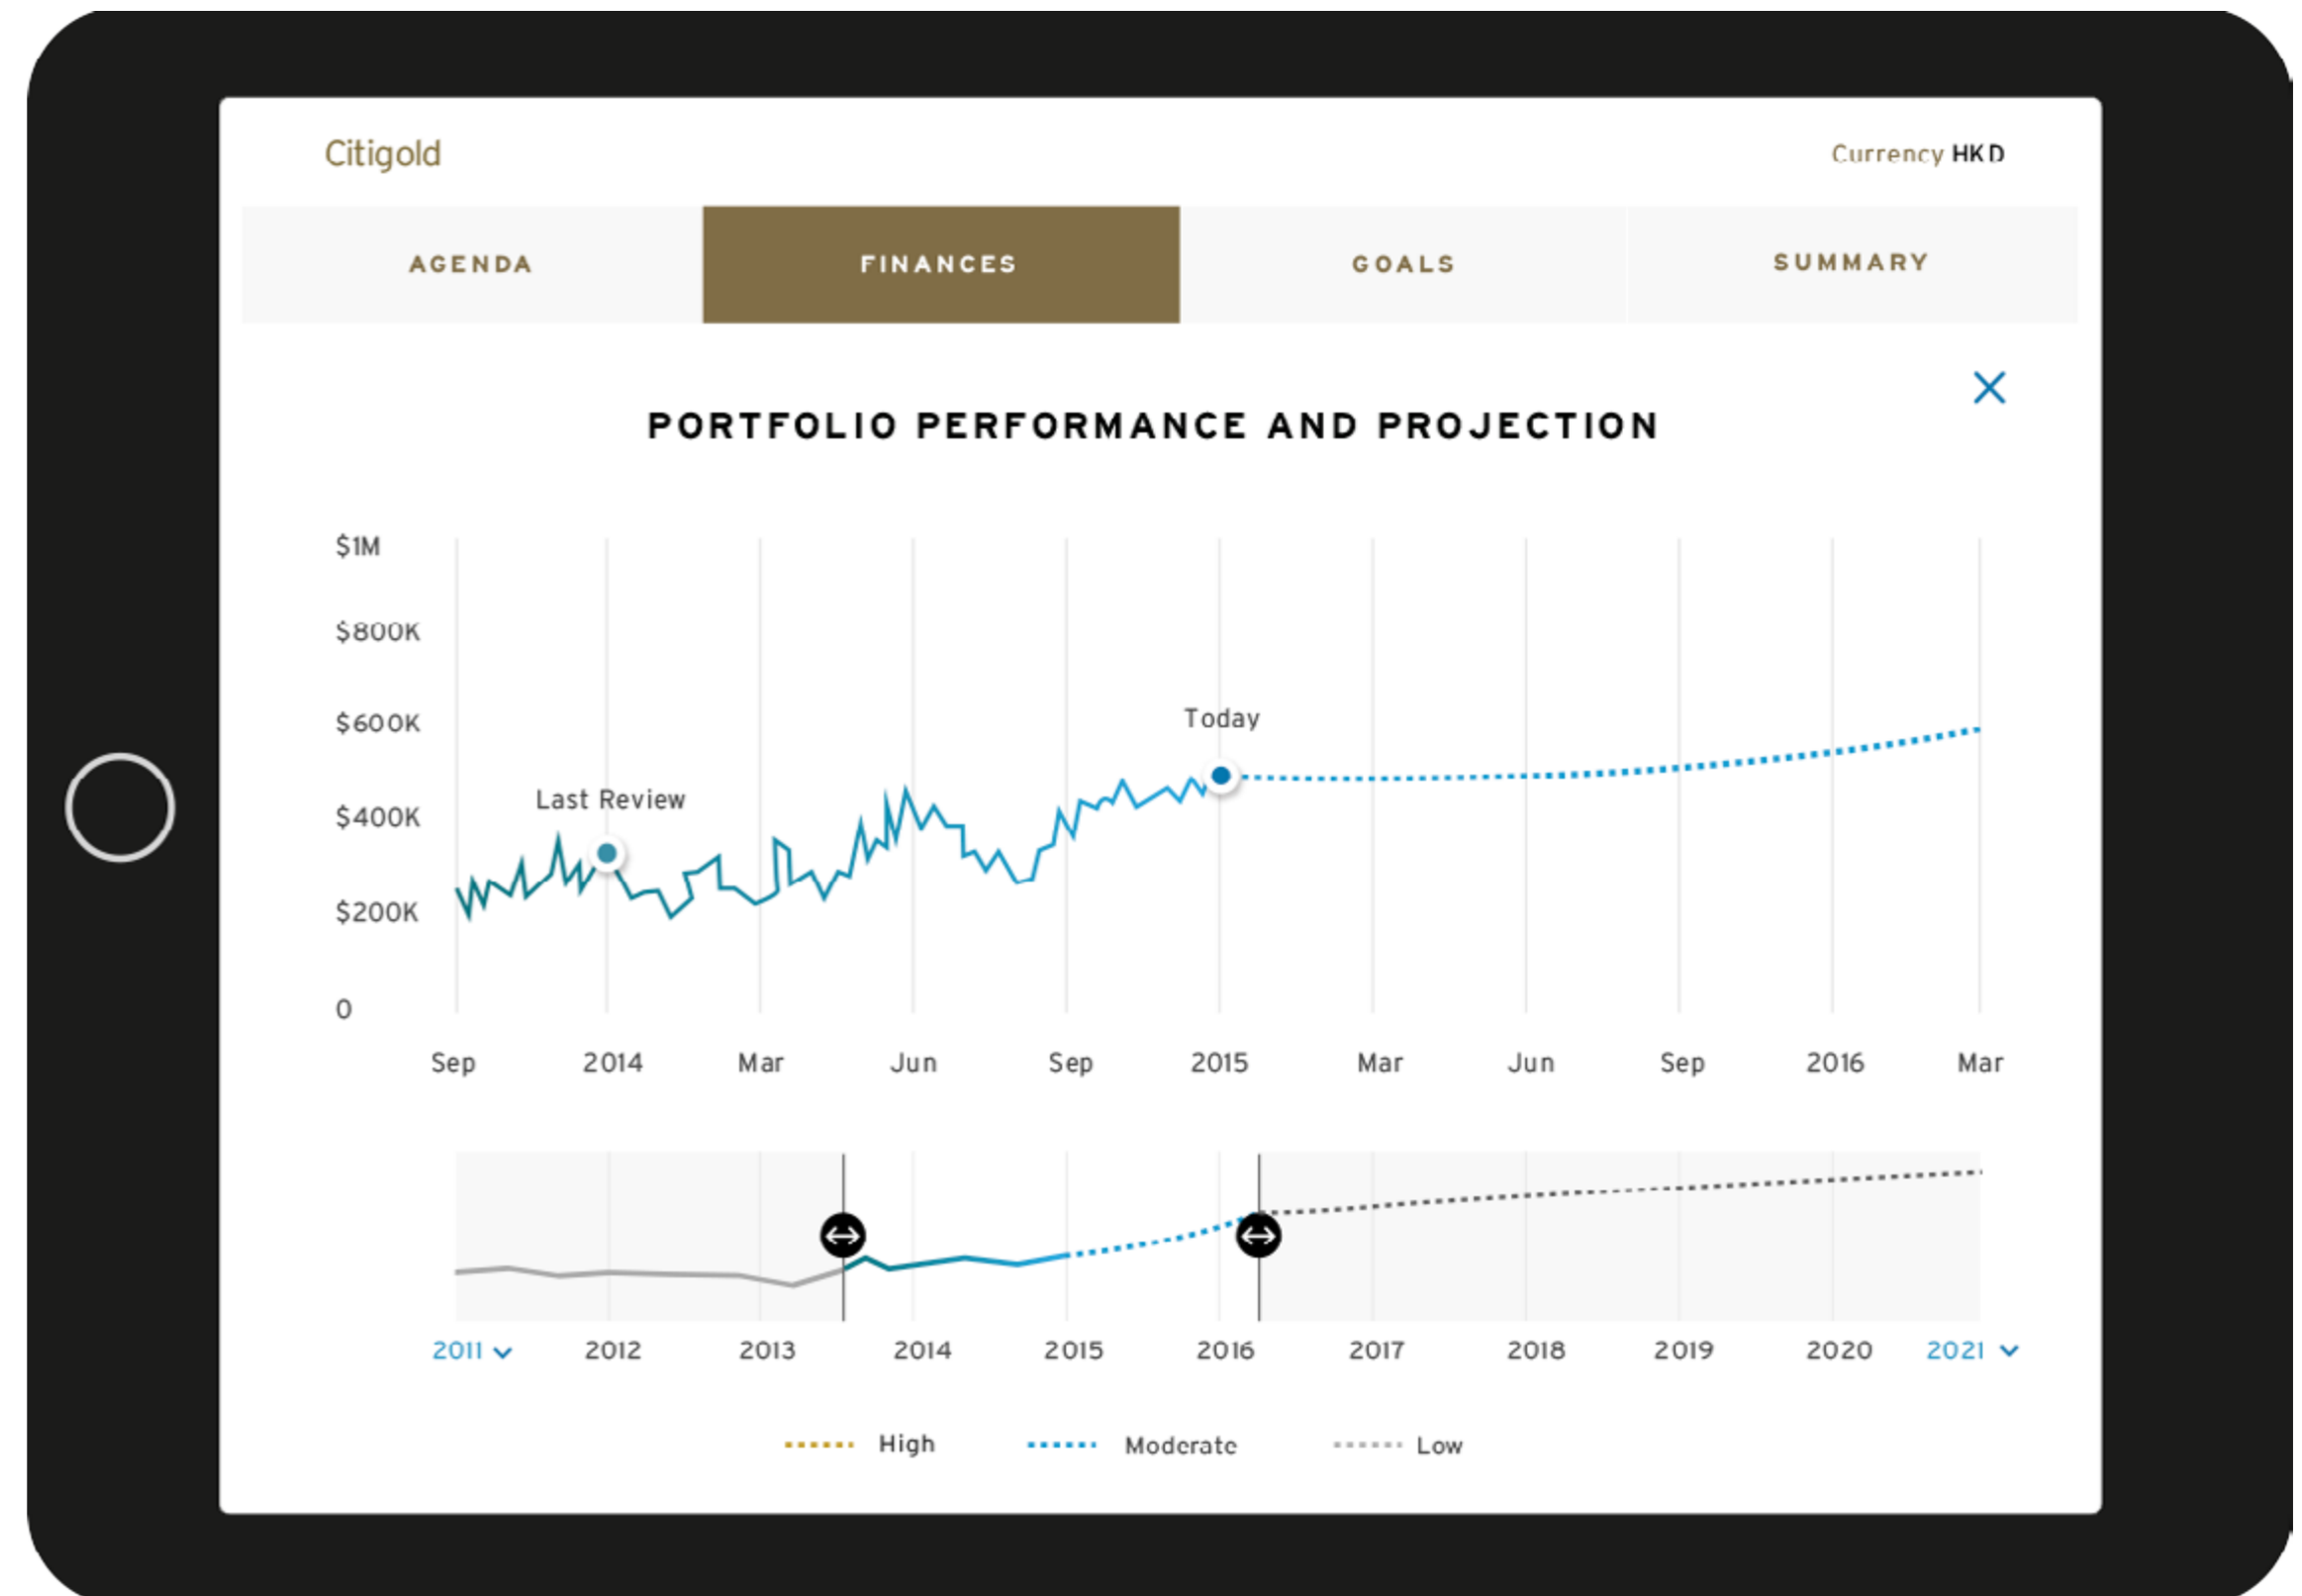 Citigold
Currency HKD
AGENDA FINANCES GOALS SUMMARY
PORTFOLIO PERFORMANCE AND PROJECTION
$1M
$800K
$600K
Today
Last Review
$400K
$200K
0
Sep 2014 Mar Jun Sep 2015 Mar Jun Sep 2016 Mar
2011 2012 2013 2014 2015 2016 2017 2018 2019 2020 2021
High Moderate Low